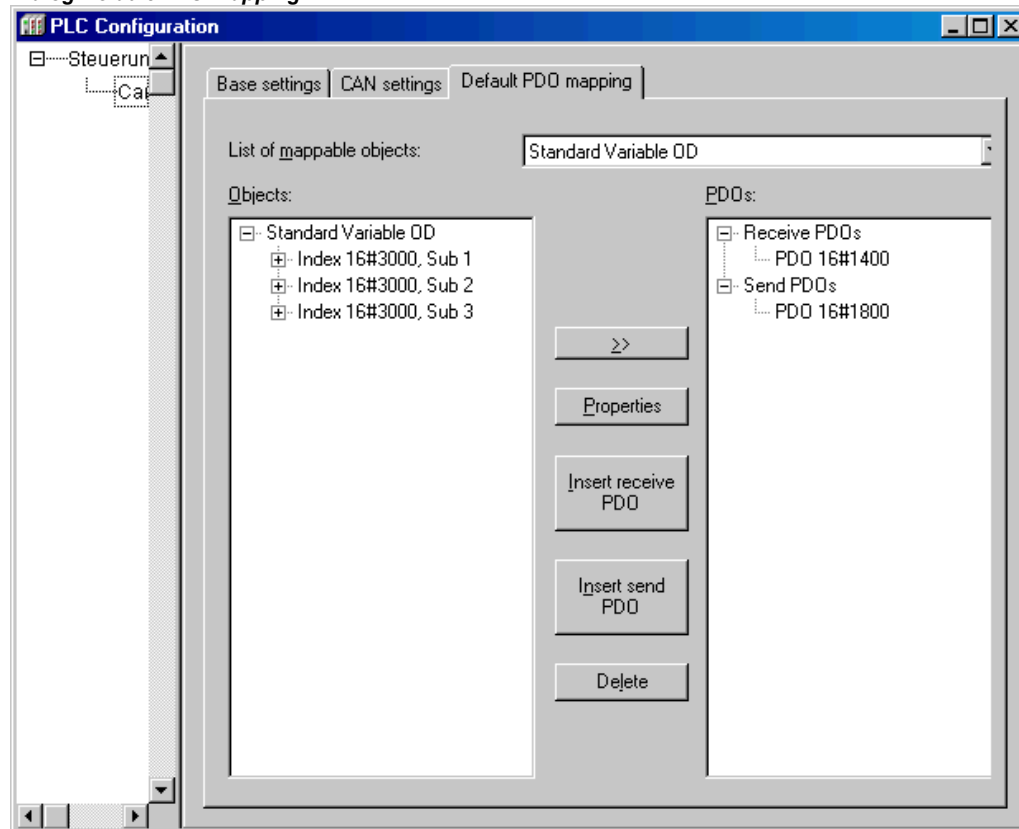 PLC Configuration
Steuerun
Ca
Base settings
CAN settings
Default PDO mapping
List of mappable objects:
Standard Variable OD
Objects:
PDOs:
Standard Variable OD
Index 16#3000, Sub 1
Index 16#3000, Sub 2
Index 16#3000, Sub 3
>>
Properties
Insert receive
PDO
Insert send
PDO
Delete
Receive PDOs
PDO 16#1400
Send PDOs
PDO 16#1800